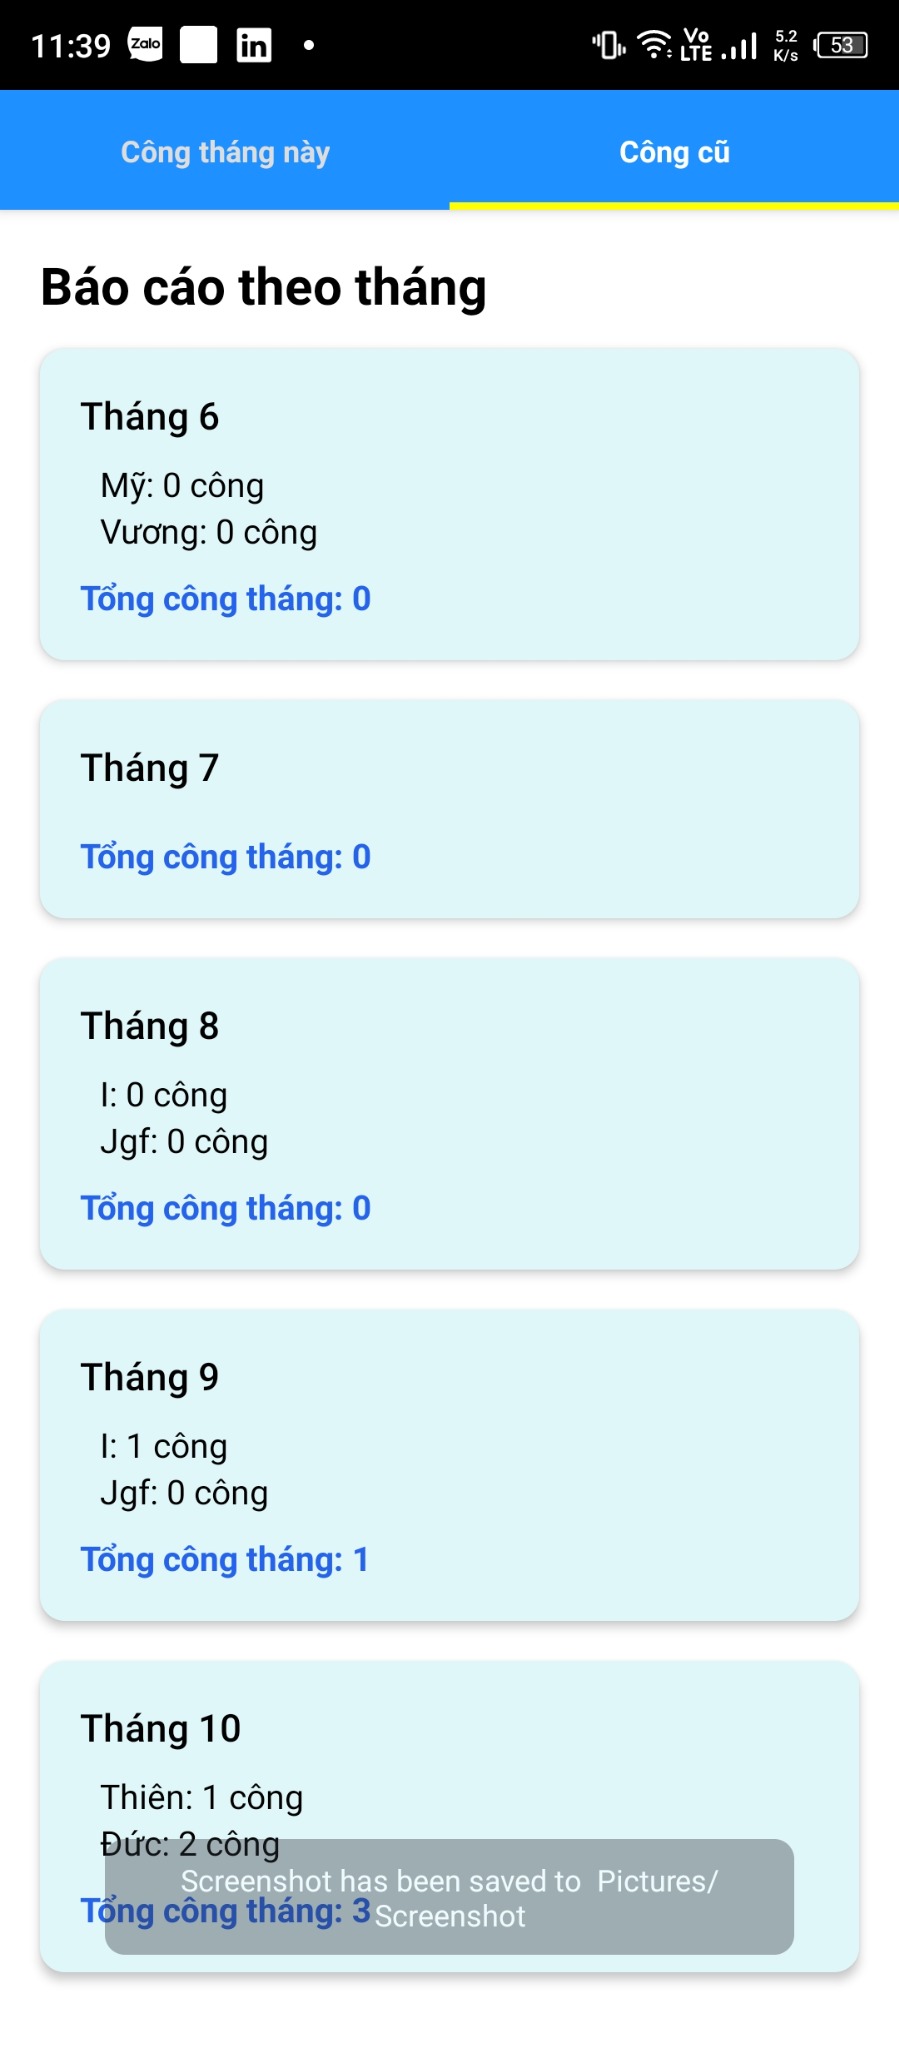 11:39 Zalo in Vo LTE 5.2 K/s 53
Công tháng này Công cũ
Báo cáo theo tháng
Tháng 6
Mỹ: 0 công
Vương: 0 công
Tổng công tháng: 0
Tháng 7
Tổng công tháng: 0
Tháng 8
I: 0 công
Jgf: 0 công
Tổng công tháng: 0
Tháng 9
I: 1 công
Jgf: 0 công
Tổng công tháng: 1
Tháng 10
Thiên: 1 công
Đức: 2 công
Tổng công tháng: 3
Screenshot has been saved to Pictures/
Screenshot